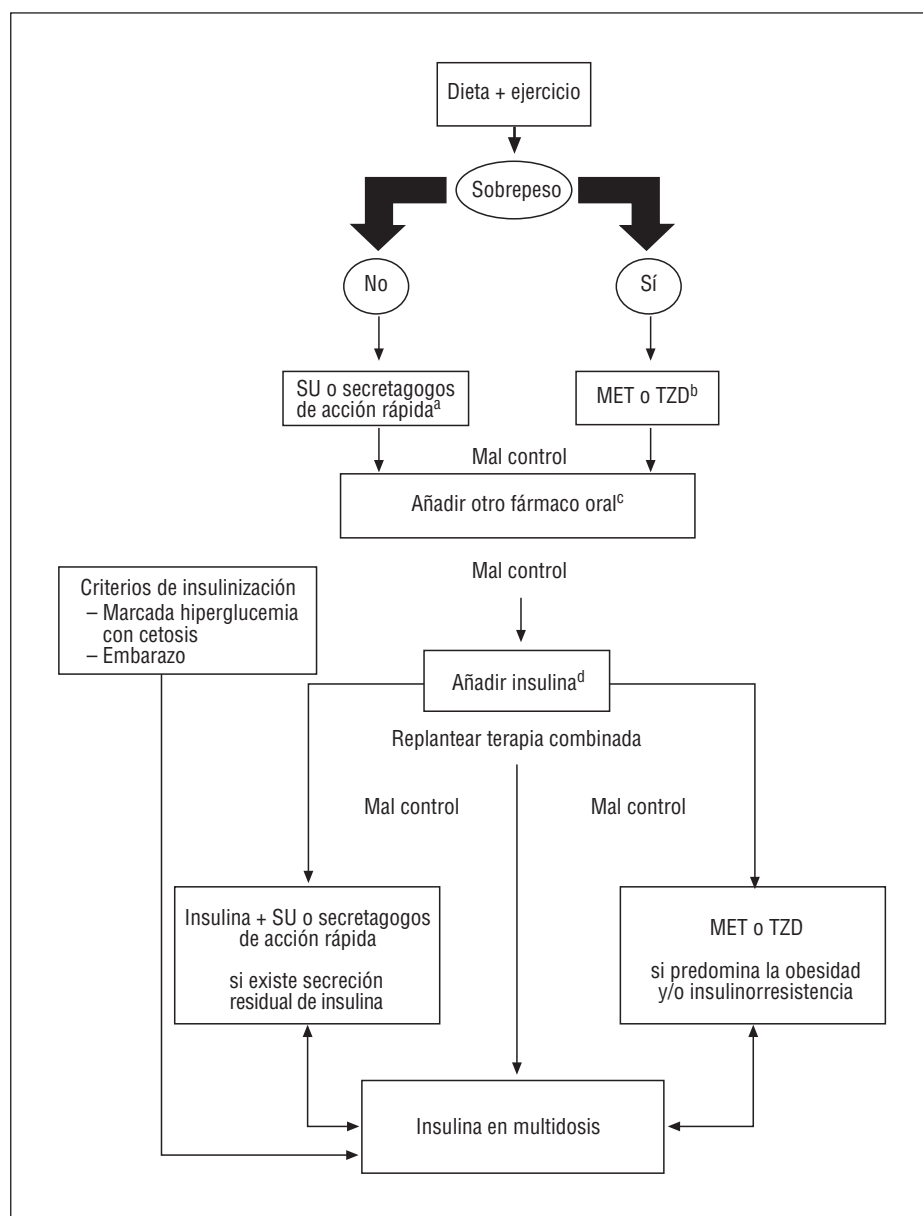 Dieta + ejercicio
Sobrepeso
No
Sí
SU o secretagogos
de acción rápidaa
MET o TZDb
Mal control
Añadir otro fármaco oralc
Mal control
Criterios de insulinización
– Marcada hiperglucemia
con cetosis
– Embarazo
Añadir insulinad
Replantear terapia combinada
Mal control
Mal control
Insulina + SU o secretagogos
de acción rápida
si existe secreción
residual de insulina
MET o TZD
si predomina la obesidad
y/o insulinorresistencia
Insulina en multidosis